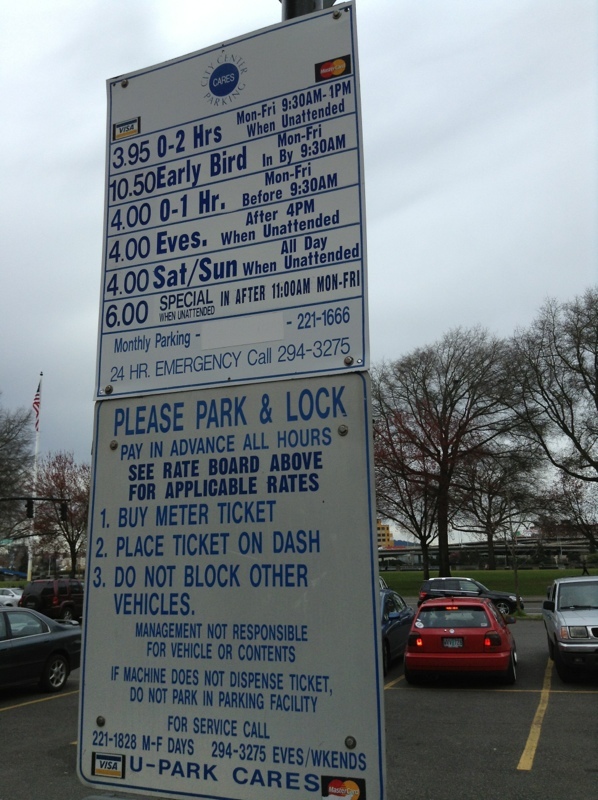 CITY CENTER PARKING
CARES
MasterCard
VISA
3.95 0-2 Hrs Mon-Fri 9:30AM-1PM When Unattended
10.50 Early Bird Mon-Fri In By 9:30AM
4.00 0-1 Hr. Mon-Fri Before 9:30AM
4.00 Eves. After 4PM When Unattended
4.00 Sat/Sun All Day When Unattended
6.00 SPECIAL WHEN UNATTENDED IN AFTER 11:00AM MON-FRI
Monthly Parking - - 221-1666
24 HR. EMERGENCY Call 294-3275
PLEASE PARK & LOCK
PAY IN ADVANCE ALL HOURS
SEE RATE BOARD ABOVE
FOR APPLICABLE RATES
1. BUY METER TICKET
2. PLACE TICKET ON DASH
3. DO NOT BLOCK OTHER
VEHICLES.
MANAGEMENT NOT RESPONSIBLE
FOR VEHICLE OR CONTENTS
IF MACHINE DOES NOT DISPENSE TICKET,
DO NOT PARK IN PARKING FACILITY
FOR SERVICE CALL
221-1828 M-F DAYS 294-3275 EVES/WKENDS
VISA U-PARK CARES MasterCard